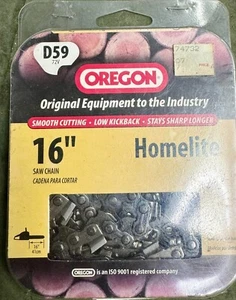 D59
72V
OREGON
Original Equipment to the Industry
SMOOTH CUTTING • LOW KICKBACK • STAYS SHARP LONGER
16" Homelite
SAW CHAIN
CADENA PARA CORTAR
16"
OREGON is an ISO 9001 registered company